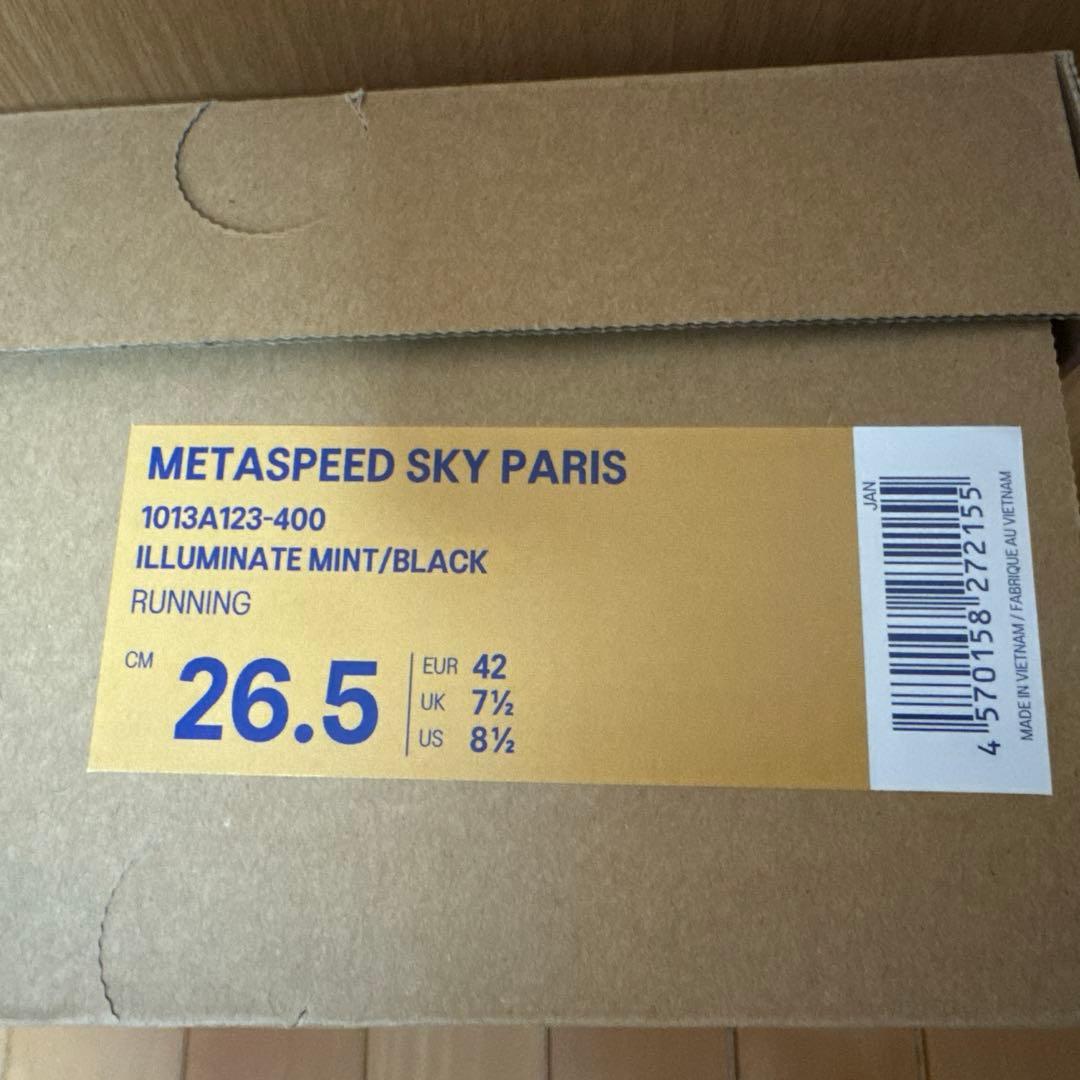 METASPEED SKY PARIS
1013A123-400
ILLUMINATE MINT/BLACK
RUNNING
CM 26.5
EUR 42
UK 7½
US 8½
JAN
4 570158 272155
MADE IN VIETNAM / FABRIQUE AU VIETNAM